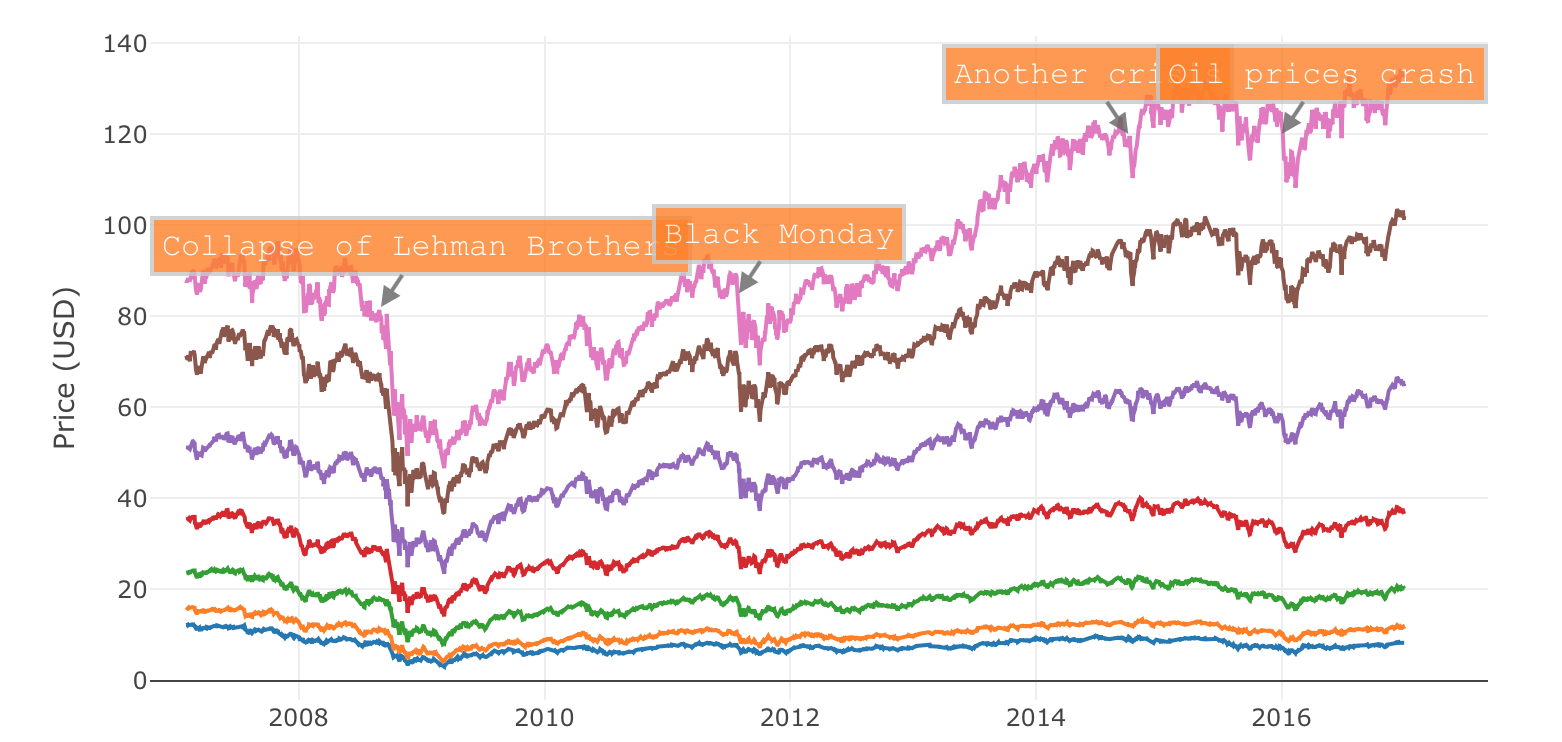 140
120
100
80
60
40
20
0
Price (USD)
Another cri
Oil prices crash
Collapse of Lehman Brothers
Black Monday
2008
2010
2012
2014
2016